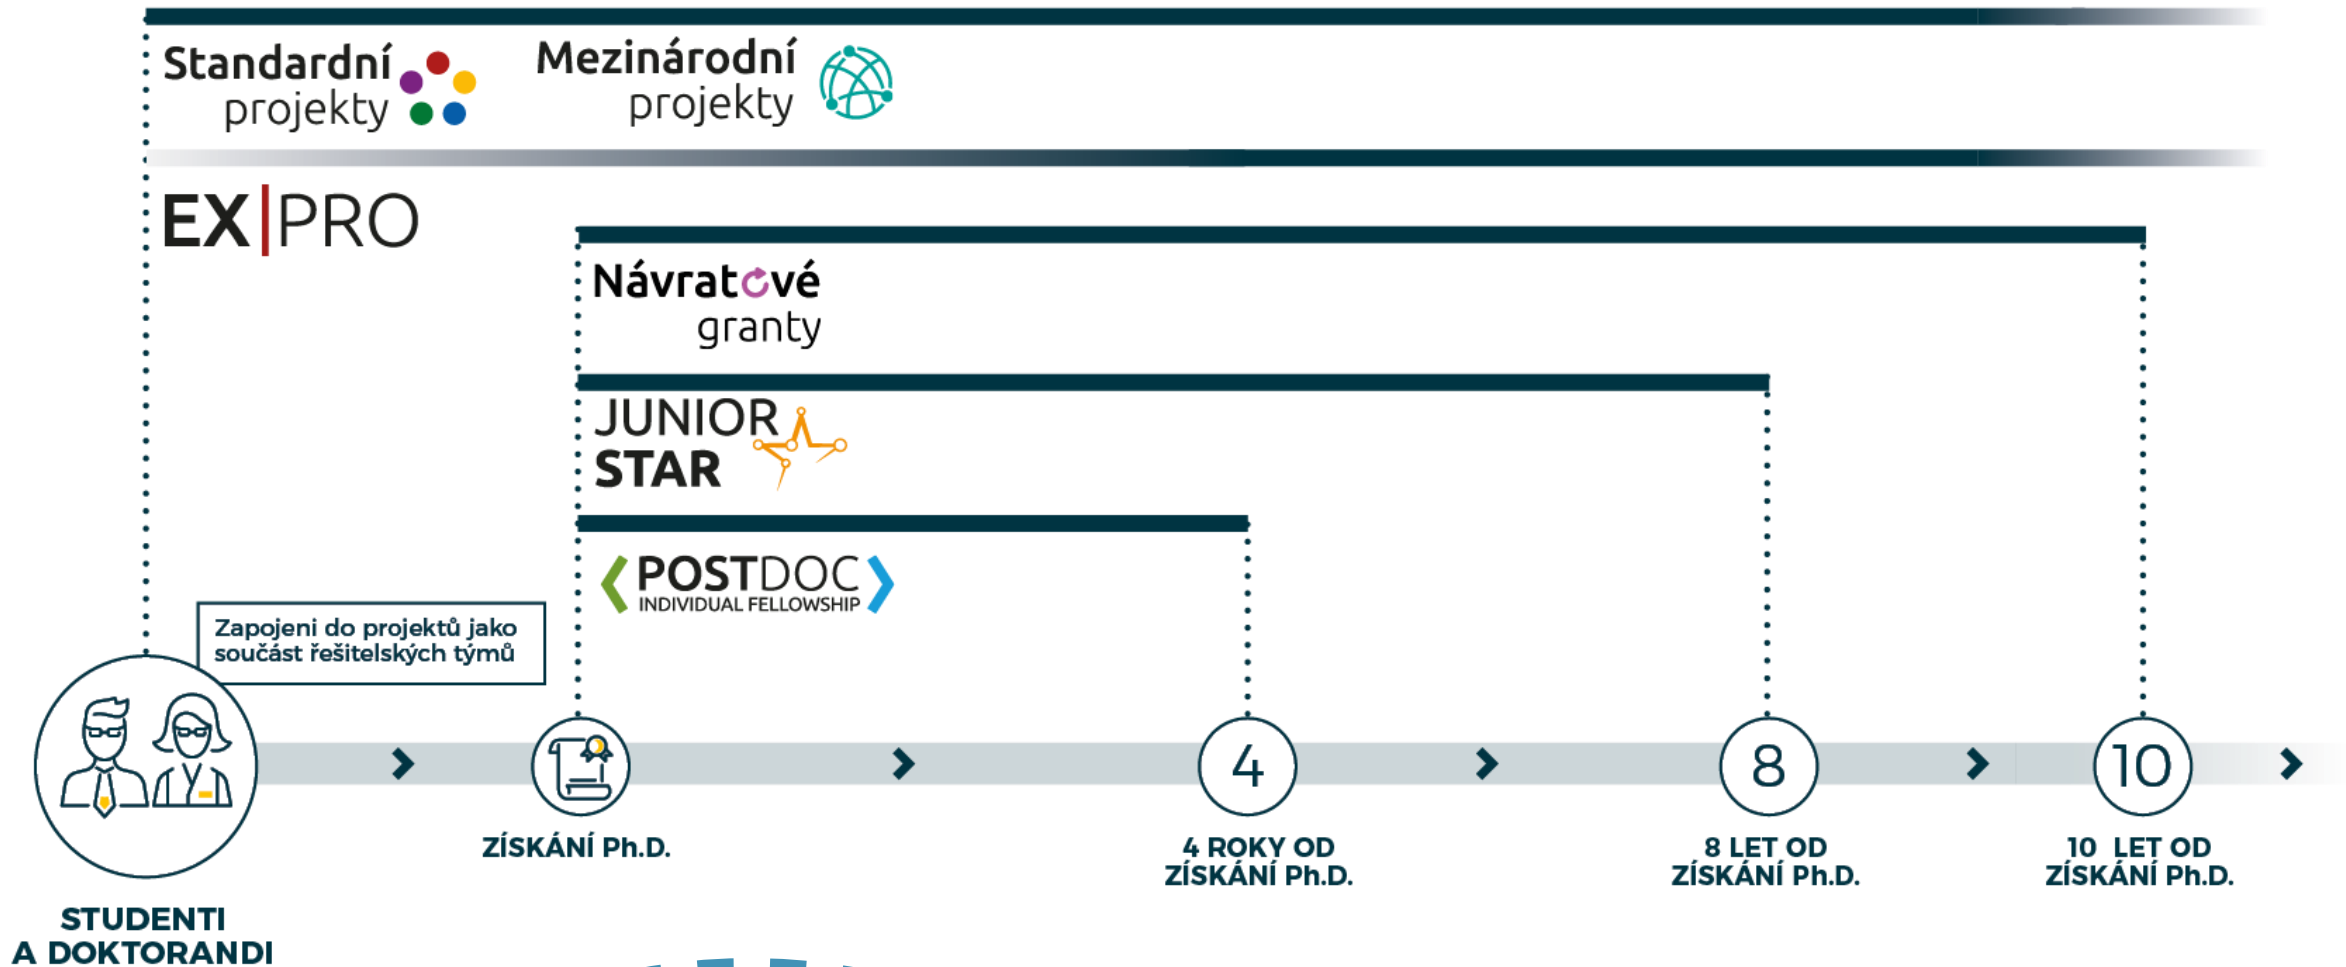 Standardní
projekty
Mezinárodní
projekty
EX|PRO
Návratové
granty
JUNIOR
STAR
POSTDOC
INDIVIDUAL FELLOWSHIP
Zapojeni do projektů jako
součást řešitelských týmů
4
8
10
ZÍSKÁNÍ Ph.D.
4 ROKY OD
ZÍSKÁNÍ Ph.D.
8 LET OD
ZÍSKÁNÍ Ph.D.
10 LET OD
ZÍSKÁNÍ Ph.D.
STUDENTI
A DOKTORANDI